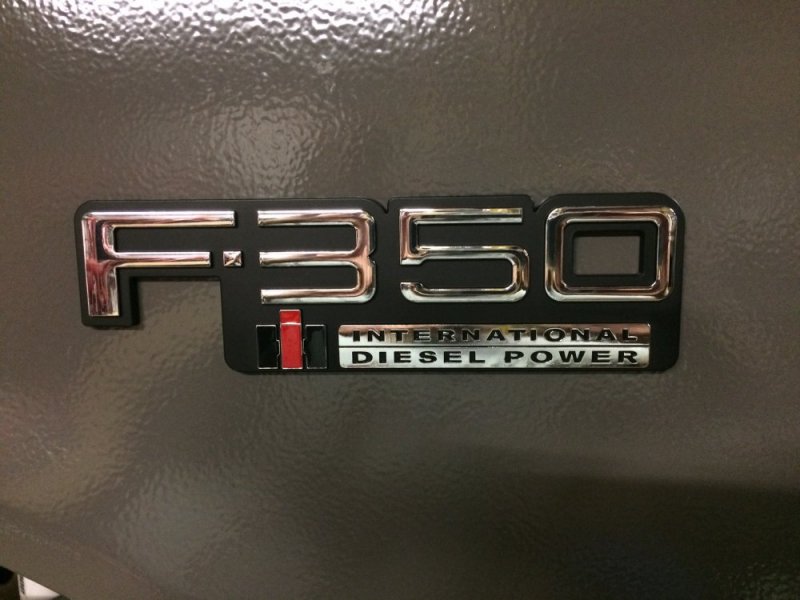 F-350
INTERNATIONAL
DIESEL POWER